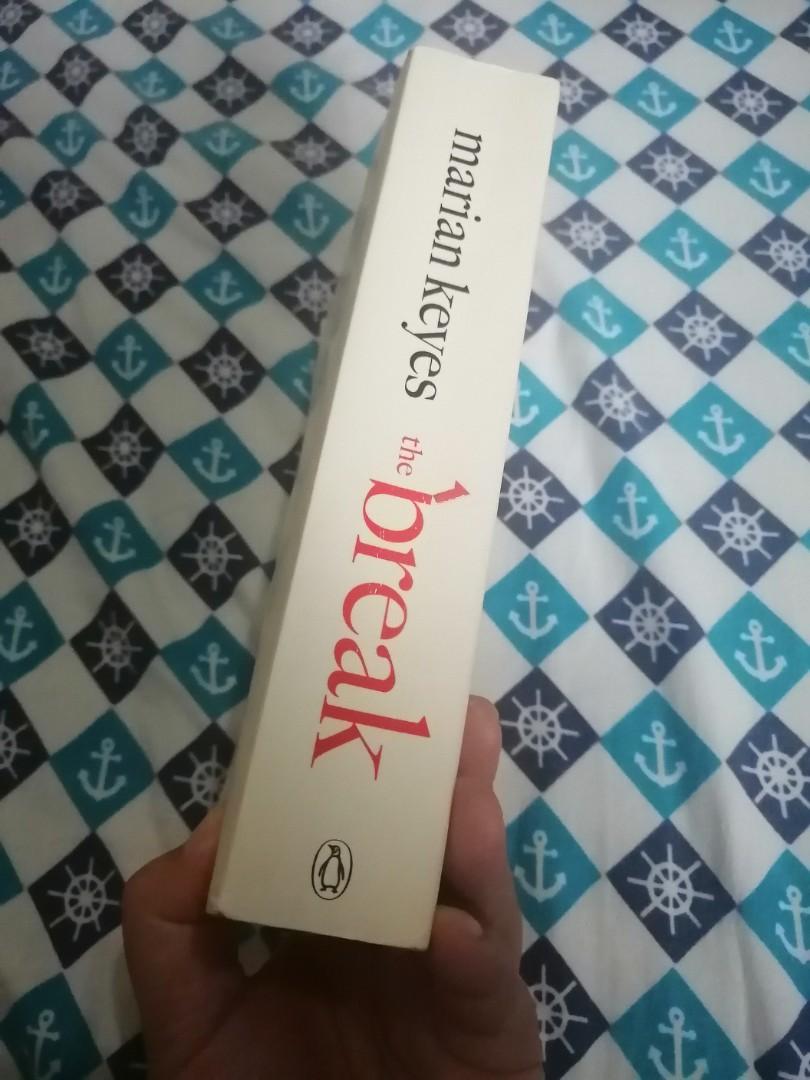 marian keyes
the break